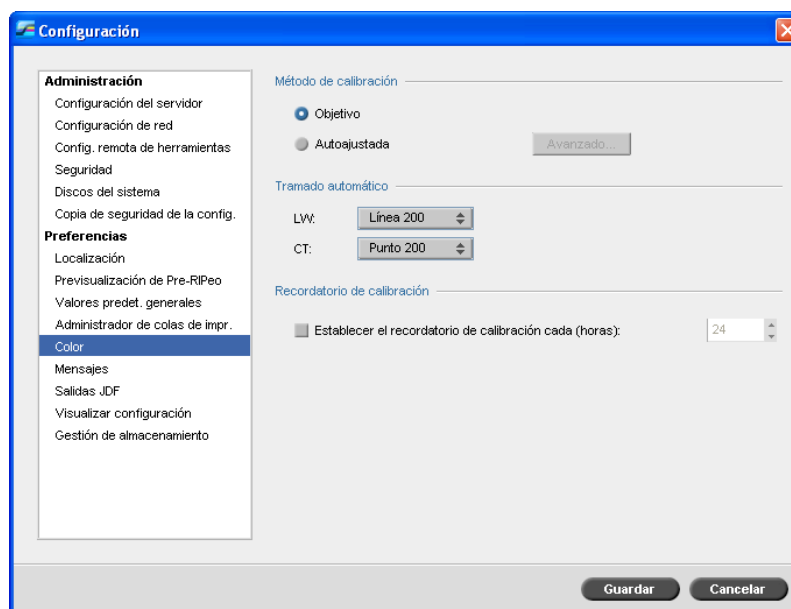 Configuración
Administración
Configuración del servidor
Configuración de red
Config. remota de herramientas
Seguridad
Discos del sistema
Copia de seguridad de la config.
Preferencias
Localización
Previsualización de Pre-RIPeo
Valores predet. generales
Administrador de colas de impr.
Color
Mensajes
Salidas JDF
Visualizar configuración
Gestión de almacenamiento
Método de calibración
Objetivo
Autoajustada Avanzado...
Tramado automático
LW: Línea 200
CT: Punto 200
Recordatorio de calibración
Establecer el recordatorio de calibración cada (horas): 24
Guardar Cancelar